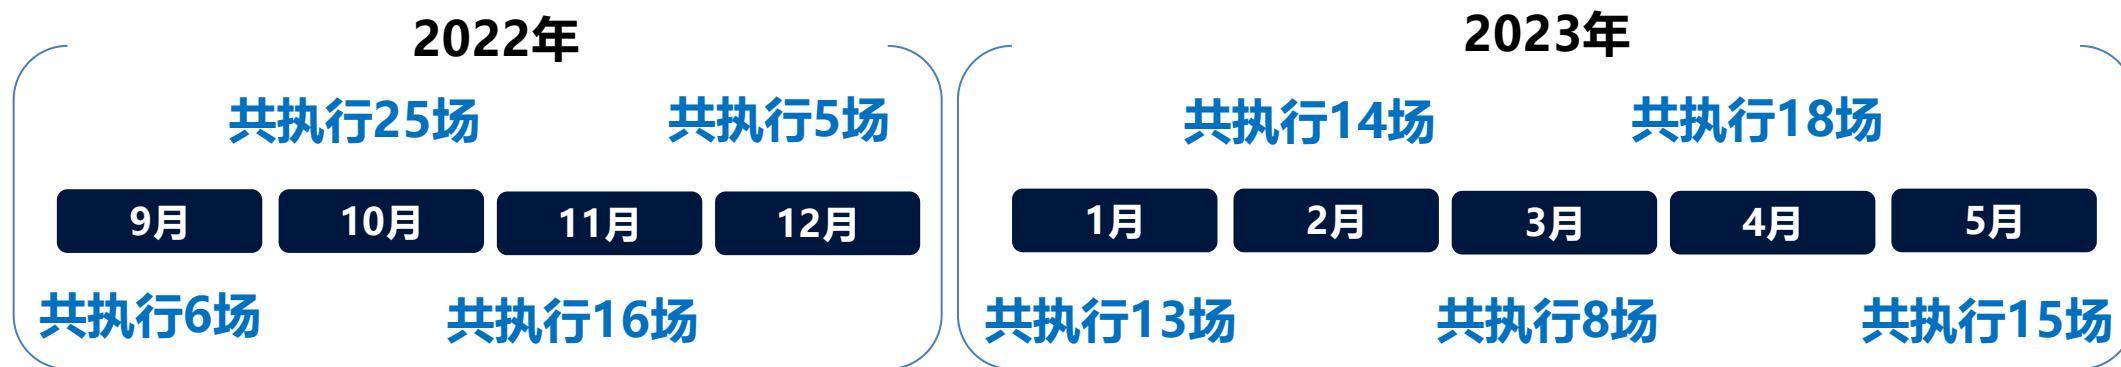 2022年
2023年
共执行25场
共执行5场
共执行14场
共执行18场
9月
10月
11月
12月
1月
2月
3月
4月
5月
共执行6场
共执行16场
共执行13场
共执行8场
共执行15场